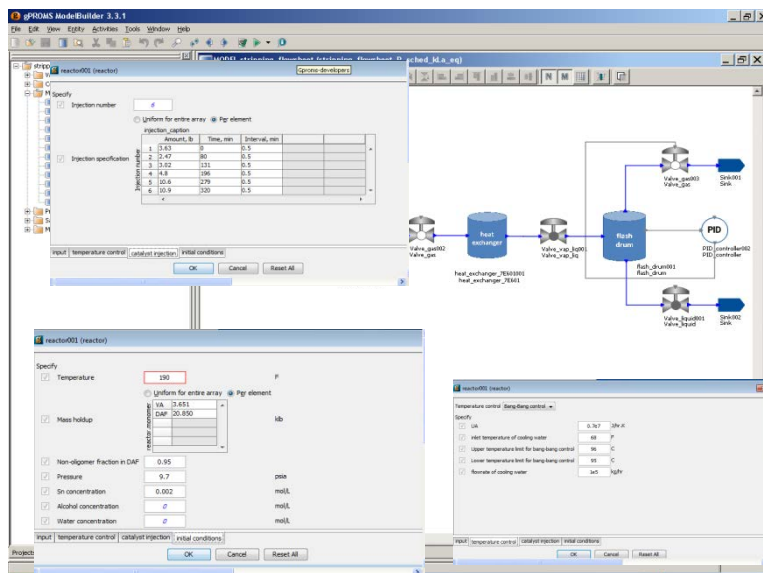 gPROMS ModelBuilder 3.3.1
File Edit View Entity Activities Tools Window Help
reactor001 (reactor)
Gproms-developers
Specify
Injection number
6
Uniform for entire array Per element
injection_caption
Amount, lb Time, min Interval, min
1 3.63 0 0.5
2 2.47 80 0.5
3 3.02 131 0.5
4 4.8 196 0.5
5 10.6 279 0.5
6 10.9 320 0.5
Injection specification
Injection number
input temperature control catalyst injection initial conditions
OK Cancel Reset All
N M
Valve_gas003
Valve_gas
Sink001
Sink
Valve_gas002
Valve_gas
heat
exchanger
heat_exchanger_7E601001
heat_exchanger_7E601
Valve_vap_liq001
Valve_vap_liq
flash
drum
flash_drum001
flash_drum
PID
PID_controller002
PID_controller
Valve_liquid001
Valve_liquid
Sink002
Sink
reactor001 (reactor)
Specify
Temperature 190 F
Uniform for entire array Per element
VA 3.651
DAP 20.850
Mass holdup klb
reactor.monomer
Non-oligomer fraction in DAP 0.95
Pressure 9.7 psia
Sn concentration 0.002 mol/L
Alcohol concentration 0 mol/L
Water concentration 0 mol/L
input temperature control catalyst injection initial conditions
OK Cancel Reset All
reactor001 (reactor)
Temperature control Bang-Bang control
Specify
UA 0.7e7 J/hr.K
inlet temperature of cooling water 68 F
Upper temperature limit for bang-bang control 96 C
Lower temperature limit for bang-bang control 95 C
flowrate of cooling water 1e5 kg/hr
input temperature control catalyst injection initial conditions
OK Cancel Reset All